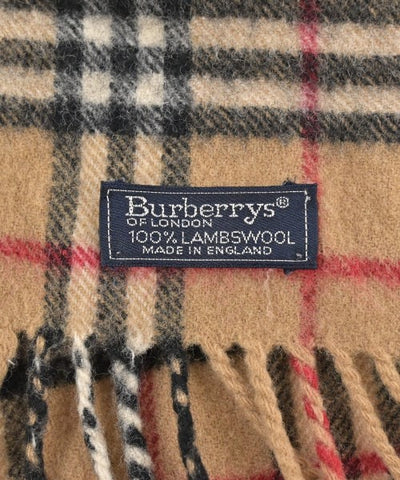 Burberrys®
OF LONDON
100% LAMBSWOOL
MADE IN ENGLAND